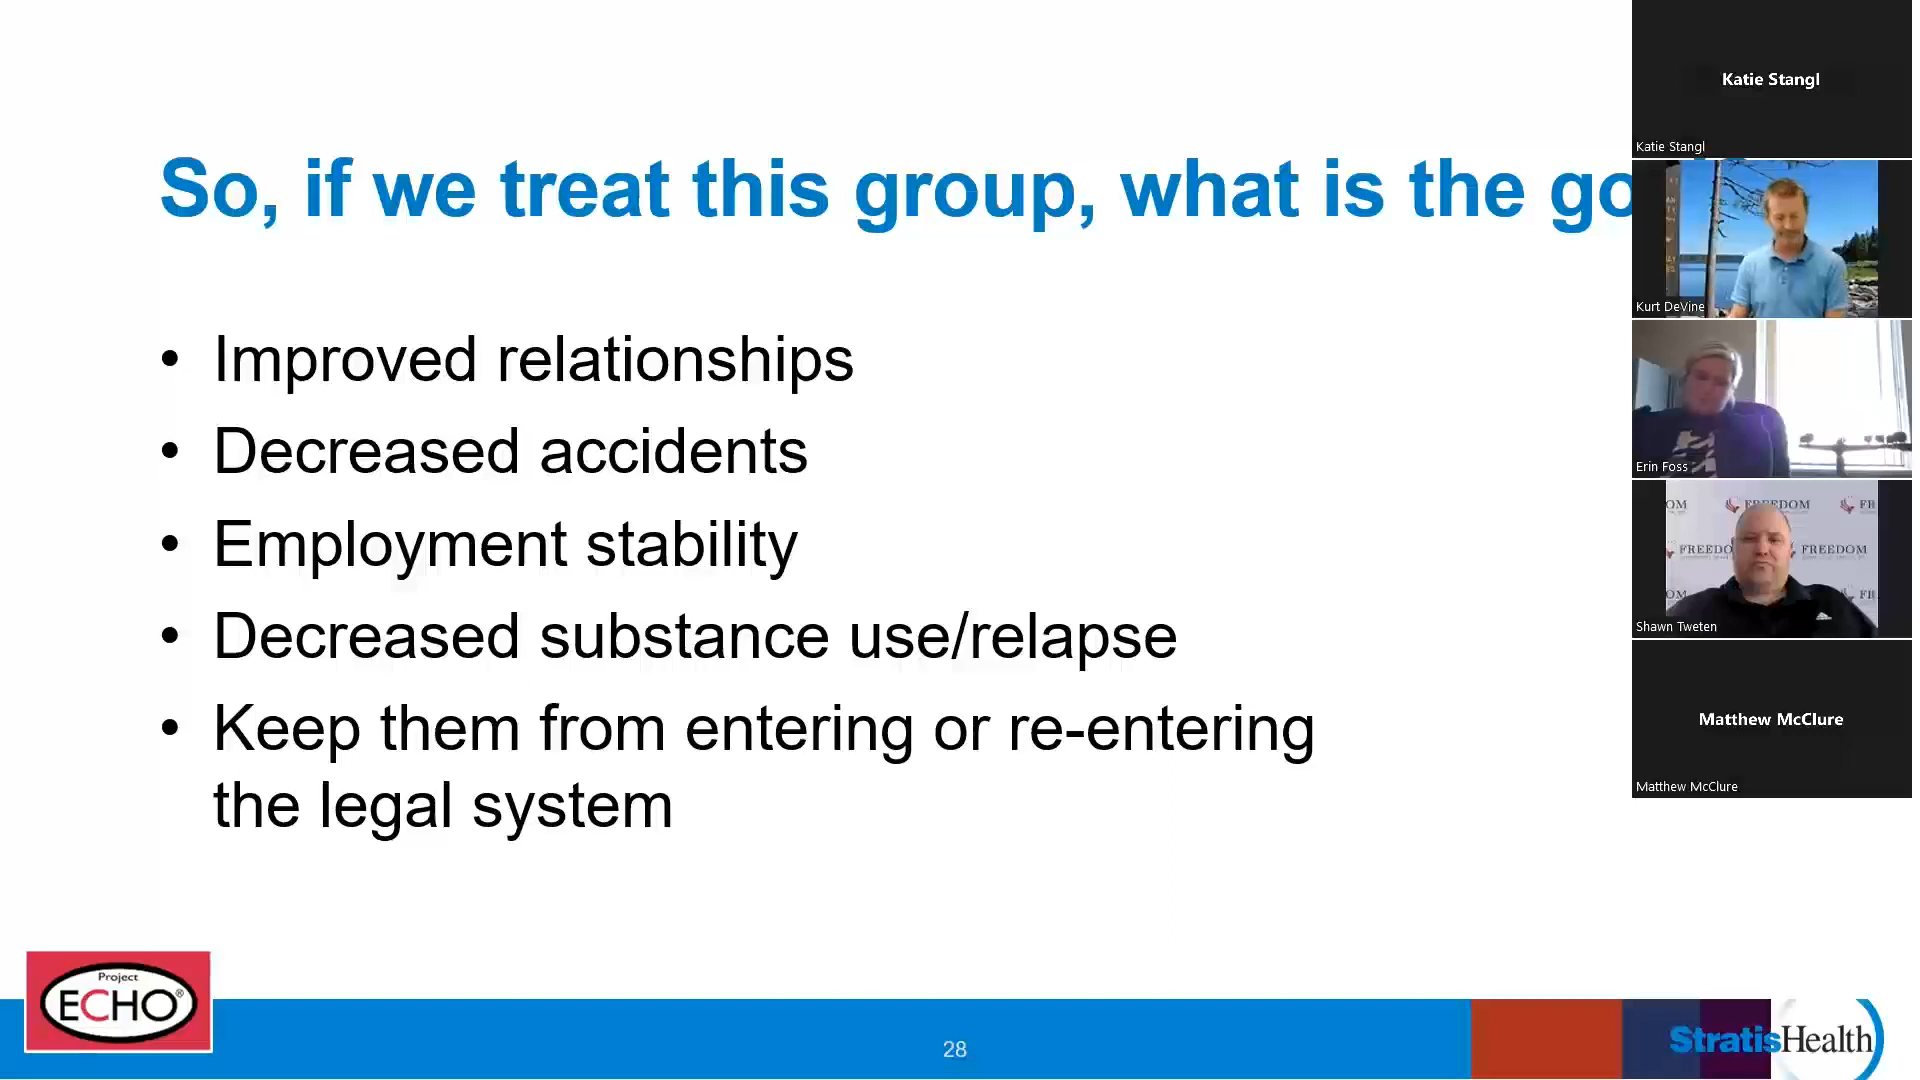 So, if we treat this group, what is the go
• Improved relationships
• Decreased accidents
• Employment stability
• Decreased substance use/relapse
• Keep them from entering or re-entering
the legal system
Project
ECHO®
28
StratisHealth
Katie Stangl
Katie Stangl
Kurt DeVine
Erin Foss
FREEDOM
FREEDOM
Shawn Tweten
Matthew McClure
Matthew McClure